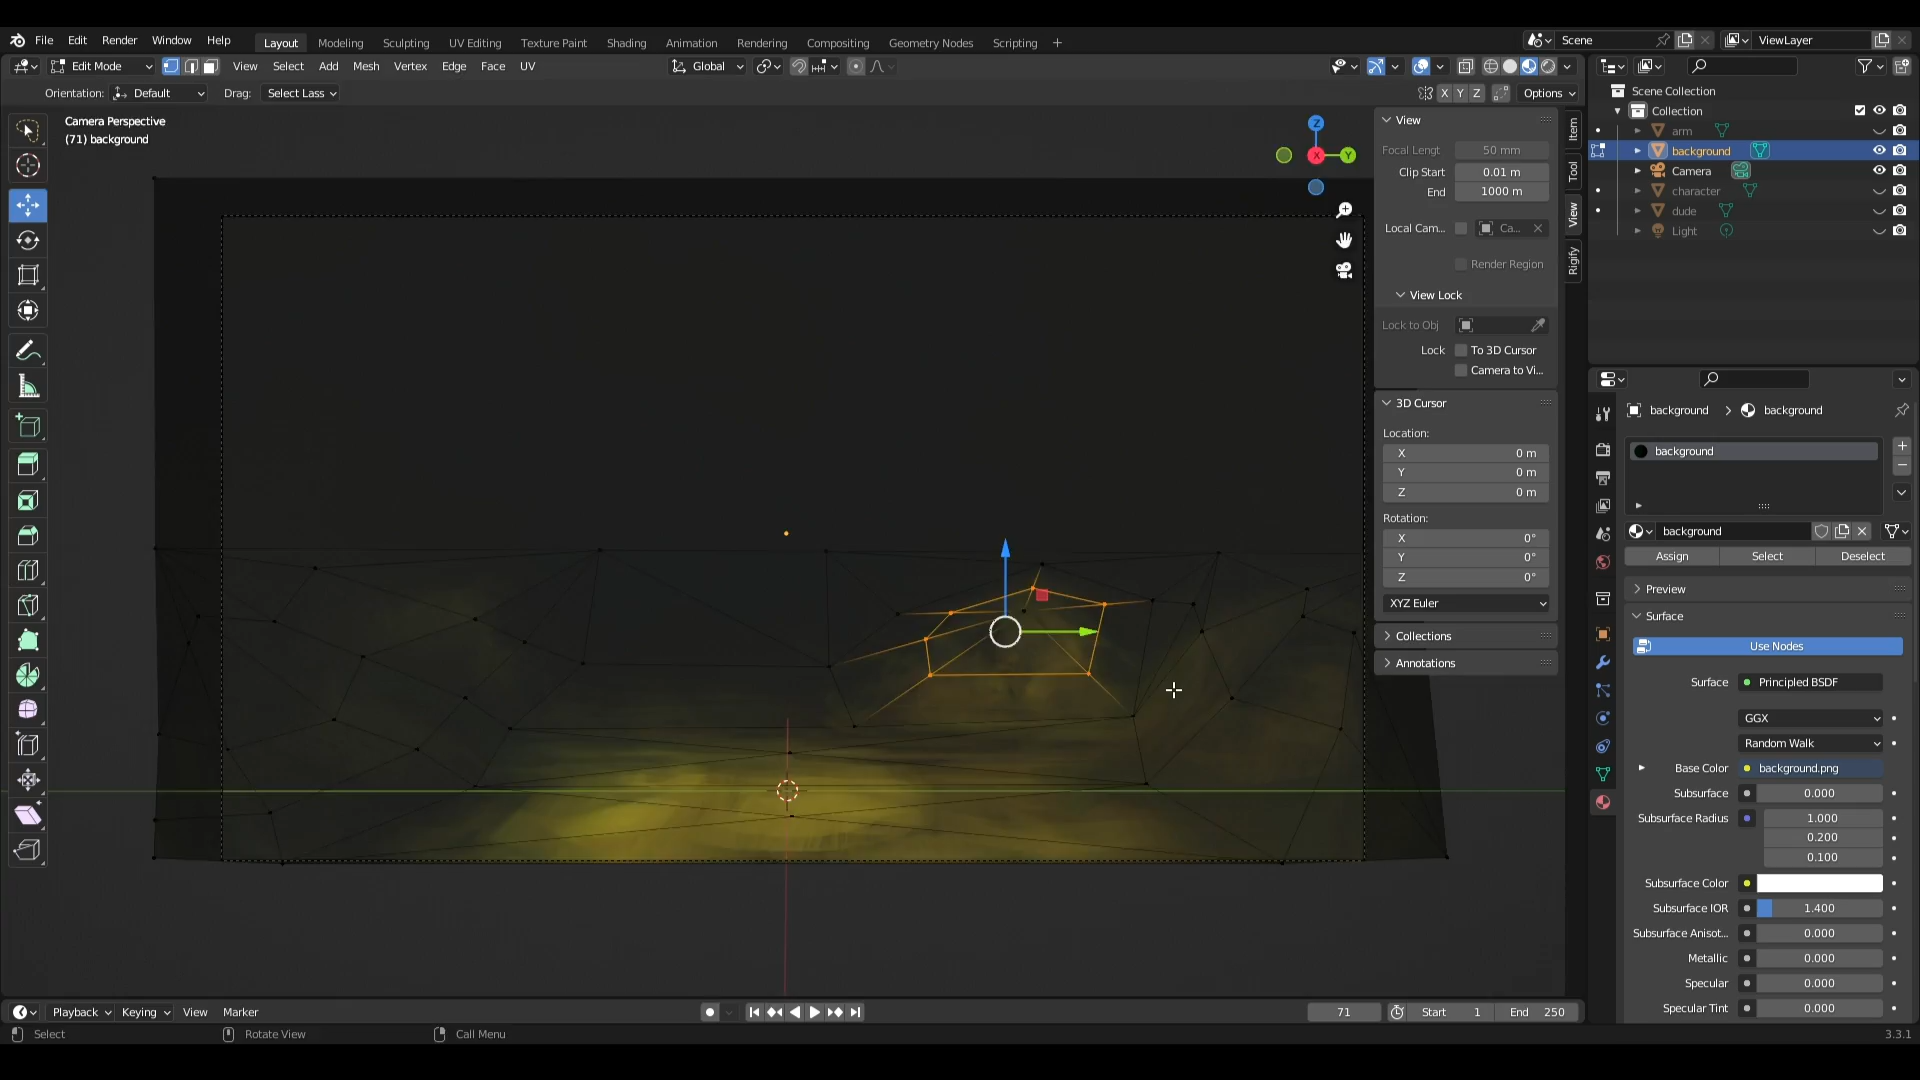 File Edit Render Window Help Layout Modeling Sculpting UV Editing Texture Paint Shading Animation Rendering Compositing Geometry Nodes Scripting + Scene ViewLayer
Edit Mode View Select Add Mesh Vertex Edge Face UV Global
Orientation: Default Drag: Select Lass X Y Z Options
Camera Perspective
(71) background
Z
X
Y
View
Focal Lengt 50 mm
Clip Start 0.01 m
End 1000 m
Local Cam... Ca...
Render Region
View Lock
Lock to Obj
Lock To 3D Cursor
Camera to Vi...
3D Cursor
Location:
X 0 m
Y 0 m
Z 0 m
Rotation:
X 0°
Y 0°
Z 0°
XYZ Euler
Collections
Annotations
Item
Tool
View
Rigify
Scene Collection
Collection
arm
background
Camera
character
dude
Light
background > background
background
background
Assign Select Deselect
Preview
Surface
Use Nodes
Surface Principled BSDF
GGX
Random Walk
Base Color background.png
Subsurface 0.000
Subsurface Radius 1.000
0.200
0.100
Subsurface Color
Subsurface IOR 1.400
Subsurface Anisot... 0.000
Metallic 0.000
Specular 0.000
Specular Tint 0.000
Playback Keying View Marker 71 Start 1 End 250
Select Rotate View Call Menu 3.3.1